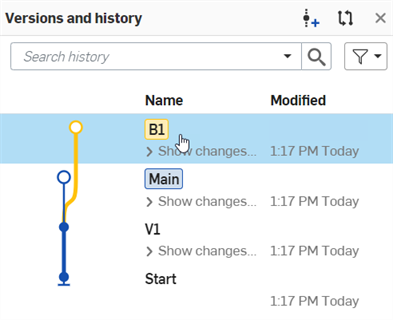 Versions and history
Search history
Name Modified
B1
Show changes... 1:17 PM Today
Main
Show changes... 1:17 PM Today
V1
Show changes... 1:17 PM Today
Start
1:17 PM Today